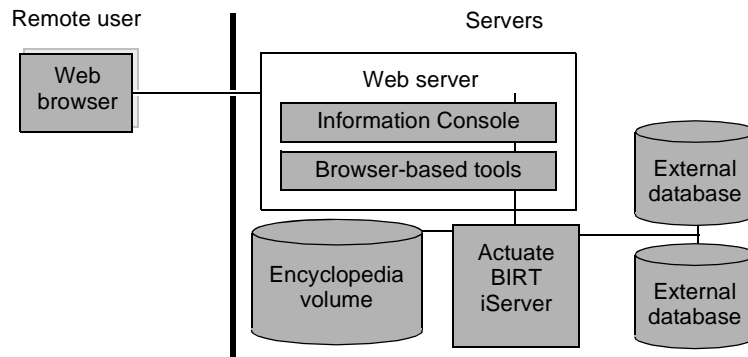 Remote user
Servers
Web
browser
Web server
Information Console
Browser-based tools
External
database
Encyclopedia
volume
Actuate
BIRT
iServer
External
database